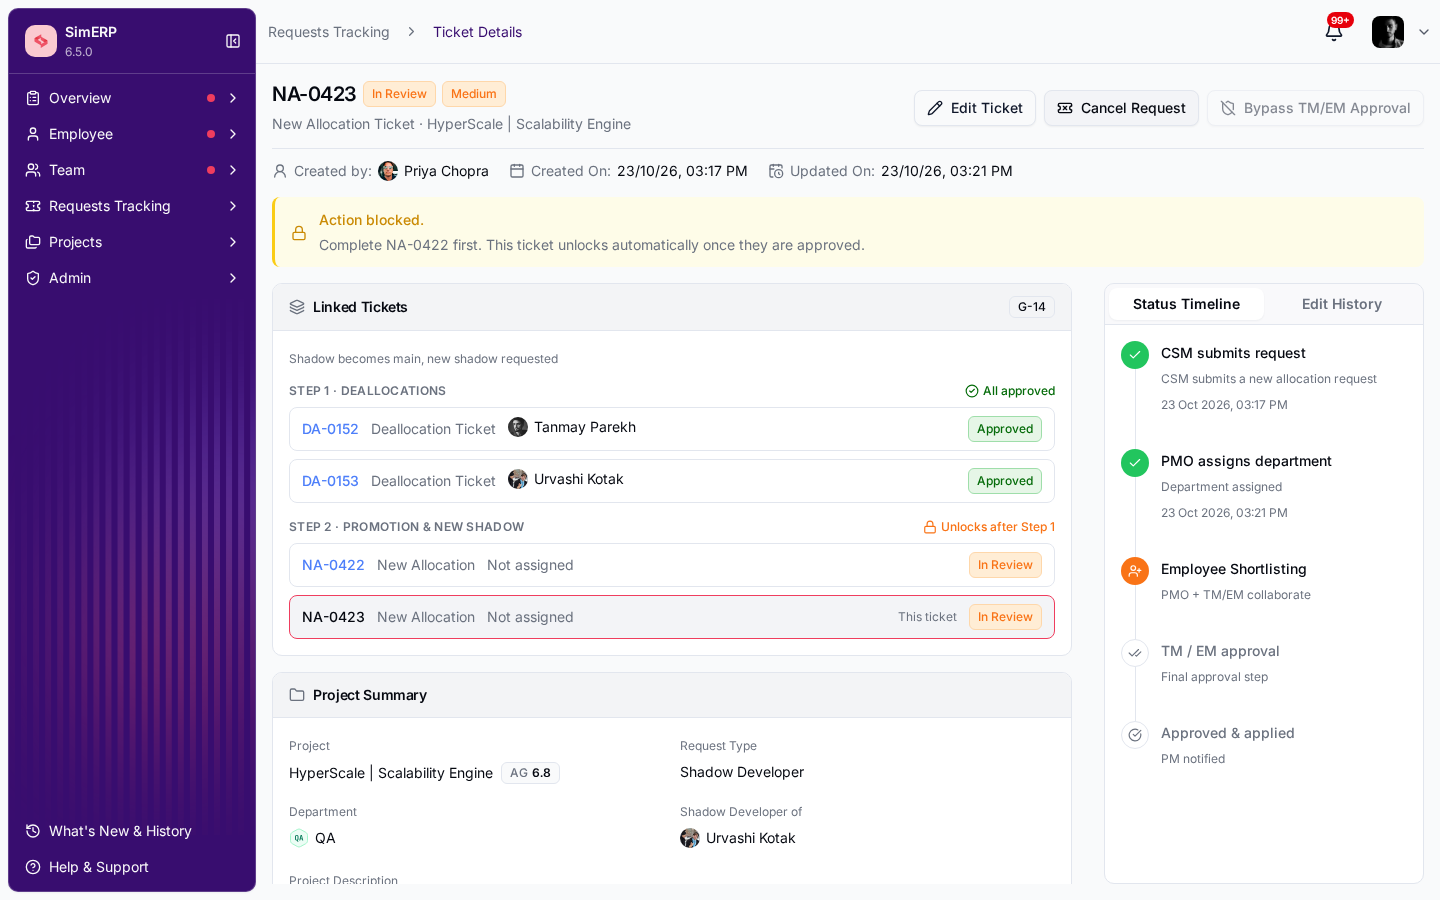 SimERP
6.5.0
Overview
Employee
Team
Requests Tracking
Projects
Admin
What's New & History
Help & Support
Requests Tracking
Ticket Details
99+
NA-0423 In Review Medium
New Allocation Ticket · HyperScale | Scalability Engine
Edit Ticket
Cancel Request
Bypass TM/EM Approval
Created by: Priya Chopra
Created On: 23/10/26, 03:17 PM
Updated On: 23/10/26, 03:21 PM
Action blocked.
Complete NA-0422 first. This ticket unlocks automatically once they are approved.
Linked Tickets G-14
Shadow becomes main, new shadow requested
STEP 1 · DEALLOCATIONS All approved
DA-0152 Deallocation Ticket Tanmay Parekh Approved
DA-0153 Deallocation Ticket Urvashi Kotak Approved
STEP 2 · PROMOTION & NEW SHADOW Unlocks after Step 1
NA-0422 New Allocation Not assigned In Review
NA-0423 New Allocation Not assigned This ticket In Review
Project Summary
Project
HyperScale | Scalability Engine AG 6.8
Request Type
Shadow Developer
Department
QA QA
Shadow Developer of
Urvashi Kotak
Project Description
Status Timeline
Edit History
CSM submits request
CSM submits a new allocation request
23 Oct 2026, 03:17 PM
PMO assigns department
Department assigned
23 Oct 2026, 03:21 PM
Employee Shortlisting
PMO + TM/EM collaborate
TM / EM approval
Final approval step
Approved & applied
PM notified